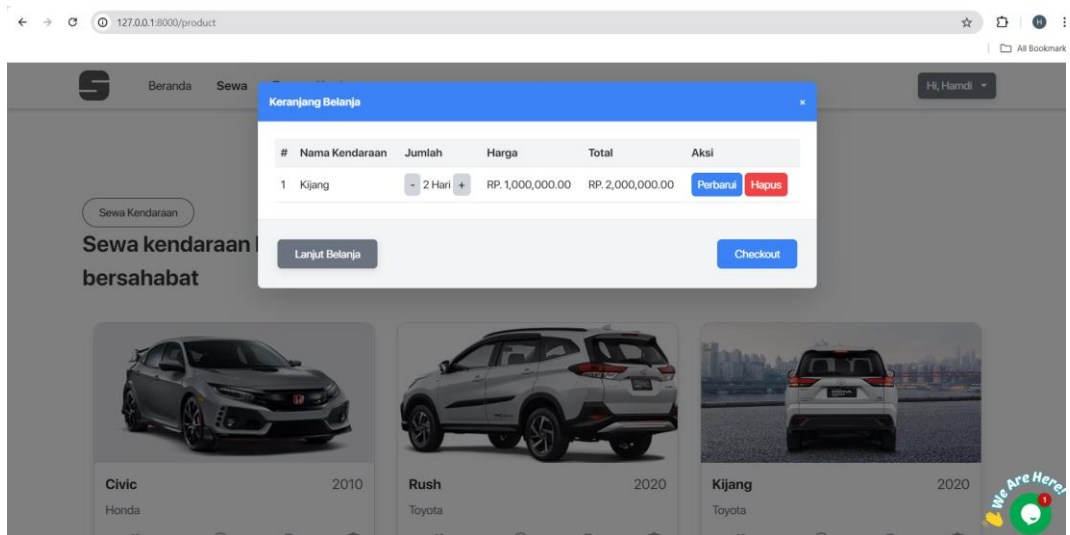 127.0.0.1:8000/product
H
All Bookmark
Beranda Sewa
Hi, Hamdi
Keranjang Belanja ×
# Nama Kendaraan Jumlah Harga Total Aksi
1 Kijang - 2 Hari + RP. 1,000,000.00 RP. 2,000,000.00 Perbarui Hapus
Lanjut Belanja Checkout
Sewa Kendaraan
Sewa kendaraan
bersahabat
Civic 2010
Honda
Rush 2020
Toyota
Kijang 2020
Toyota
We Are Here!
1